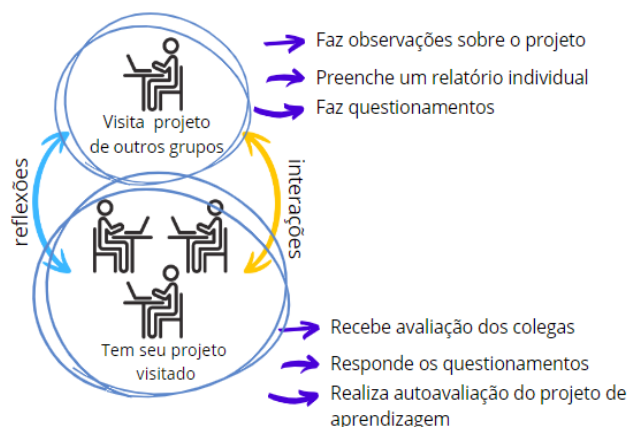 Faz observações sobre o projeto
Preenche um relatório individual
Faz questionamentos
Visita projeto
de outros grupos
reflexões
interações
Tem seu projeto
visitado
Recebe avaliação dos colegas
Responde os questionamentos
Realiza autoavaliação do projeto de
aprendizagem